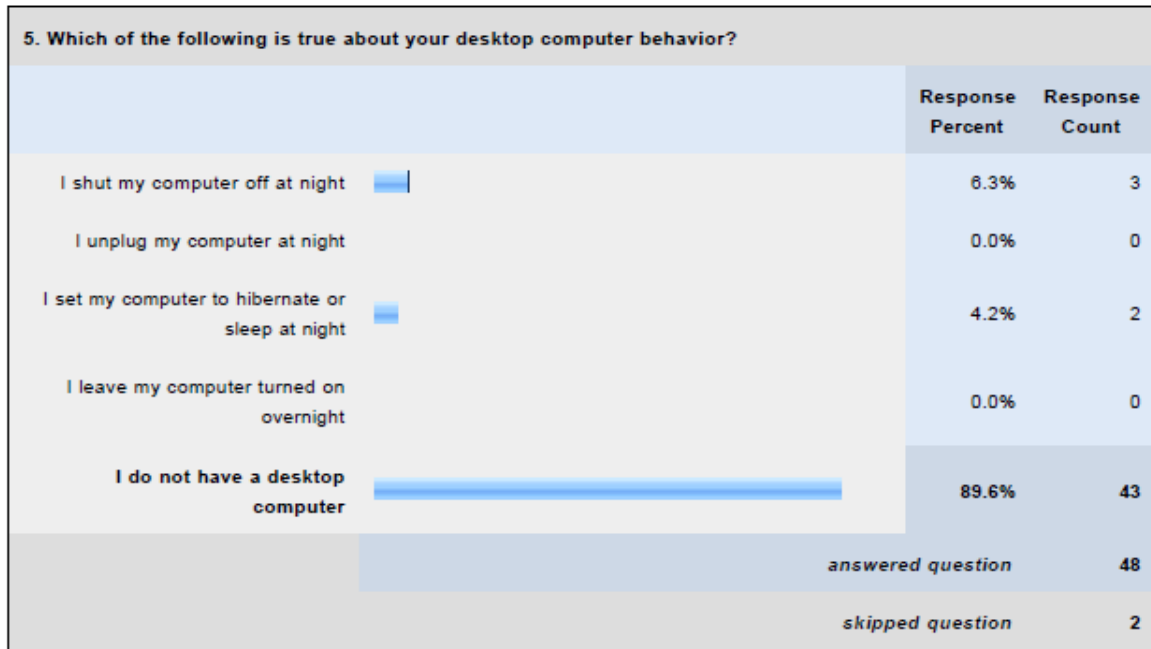 5. Which of the following is true about your desktop computer behavior?
Response Percent
Response Count
I shut my computer off at night 6.3% 3
I unplug my computer at night 0.0% 0
I set my computer to hibernate or
sleep at night 4.2% 2
I leave my computer turned on
overnight 0.0% 0
I do not have a desktop
computer 89.6% 43
answered question 48
skipped question 2